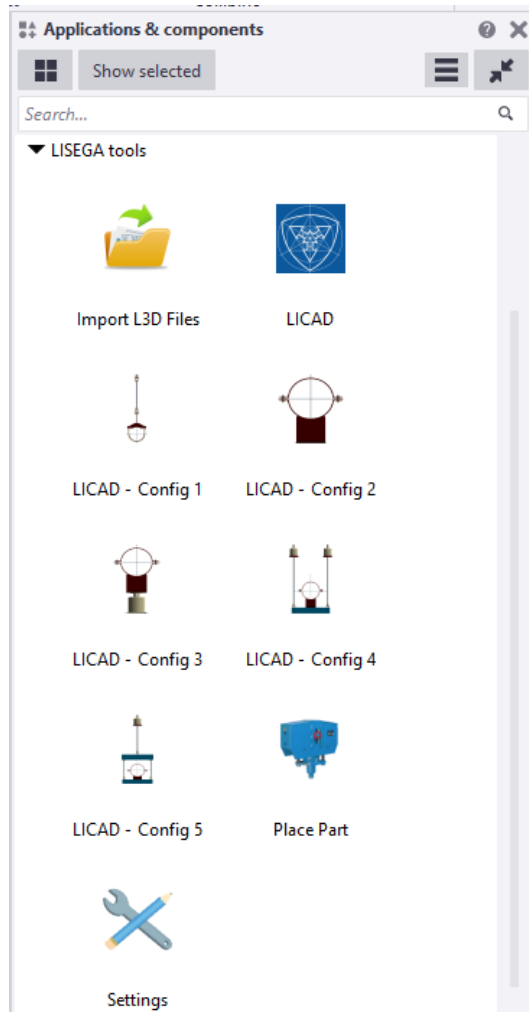 Applications & components
Show selected
Search...
LISEGA tools
Import L3D Files
LICAD
LICAD - Config 1
LICAD - Config 2
LICAD - Config 3
LICAD - Config 4
LICAD - Config 5
Place Part
Settings